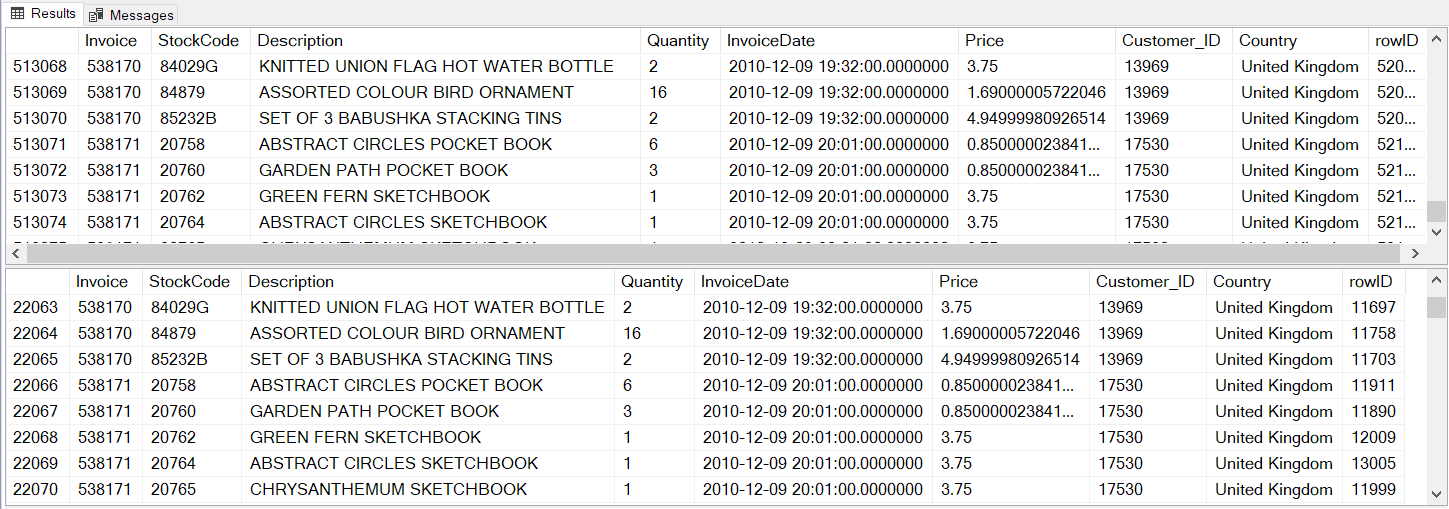 Results Messages
Invoice StockCode Description Quantity InvoiceDate Price Customer_ID Country rowID
513068 538170 84029G KNITTED UNION FLAG HOT WATER BOTTLE 2 2010-12-09 19:32:00.0000000 3.75 13969 United Kingdom 520...
513069 538170 84879 ASSORTED COLOUR BIRD ORNAMENT 16 2010-12-09 19:32:00.0000000 1.69000005722046 13969 United Kingdom 520...
513070 538170 85232B SET OF 3 BABUSHKA STACKING TINS 2 2010-12-09 19:32:00.0000000 4.94999980926514 13969 United Kingdom 520...
513071 538171 20758 ABSTRACT CIRCLES POCKET BOOK 6 2010-12-09 20:01:00.0000000 0.850000023841... 17530 United Kingdom 521...
513072 538171 20760 GARDEN PATH POCKET BOOK 3 2010-12-09 20:01:00.0000000 0.850000023841... 17530 United Kingdom 521...
513073 538171 20762 GREEN FERN SKETCHBOOK 1 2010-12-09 20:01:00.0000000 3.75 17530 United Kingdom 521...
513074 538171 20764 ABSTRACT CIRCLES SKETCHBOOK 1 2010-12-09 20:01:00.0000000 3.75 17530 United Kingdom 521...
Invoice StockCode Description Quantity InvoiceDate Price Customer_ID Country rowID
22063 538170 84029G KNITTED UNION FLAG HOT WATER BOTTLE 2 2010-12-09 19:32:00.0000000 3.75 13969 United Kingdom 11697
22064 538170 84879 ASSORTED COLOUR BIRD ORNAMENT 16 2010-12-09 19:32:00.0000000 1.69000005722046 13969 United Kingdom 11758
22065 538170 85232B SET OF 3 BABUSHKA STACKING TINS 2 2010-12-09 19:32:00.0000000 4.94999980926514 13969 United Kingdom 11703
22066 538171 20758 ABSTRACT CIRCLES POCKET BOOK 6 2010-12-09 20:01:00.0000000 0.850000023841... 17530 United Kingdom 11911
22067 538171 20760 GARDEN PATH POCKET BOOK 3 2010-12-09 20:01:00.0000000 0.850000023841... 17530 United Kingdom 11890
22068 538171 20762 GREEN FERN SKETCHBOOK 1 2010-12-09 20:01:00.0000000 3.75 17530 United Kingdom 12009
22069 538171 20764 ABSTRACT CIRCLES SKETCHBOOK 1 2010-12-09 20:01:00.0000000 3.75 17530 United Kingdom 13005
22070 538171 20765 CHRYSANTHEMUM SKETCHBOOK 1 2010-12-09 20:01:00.0000000 3.75 17530 United Kingdom 11999